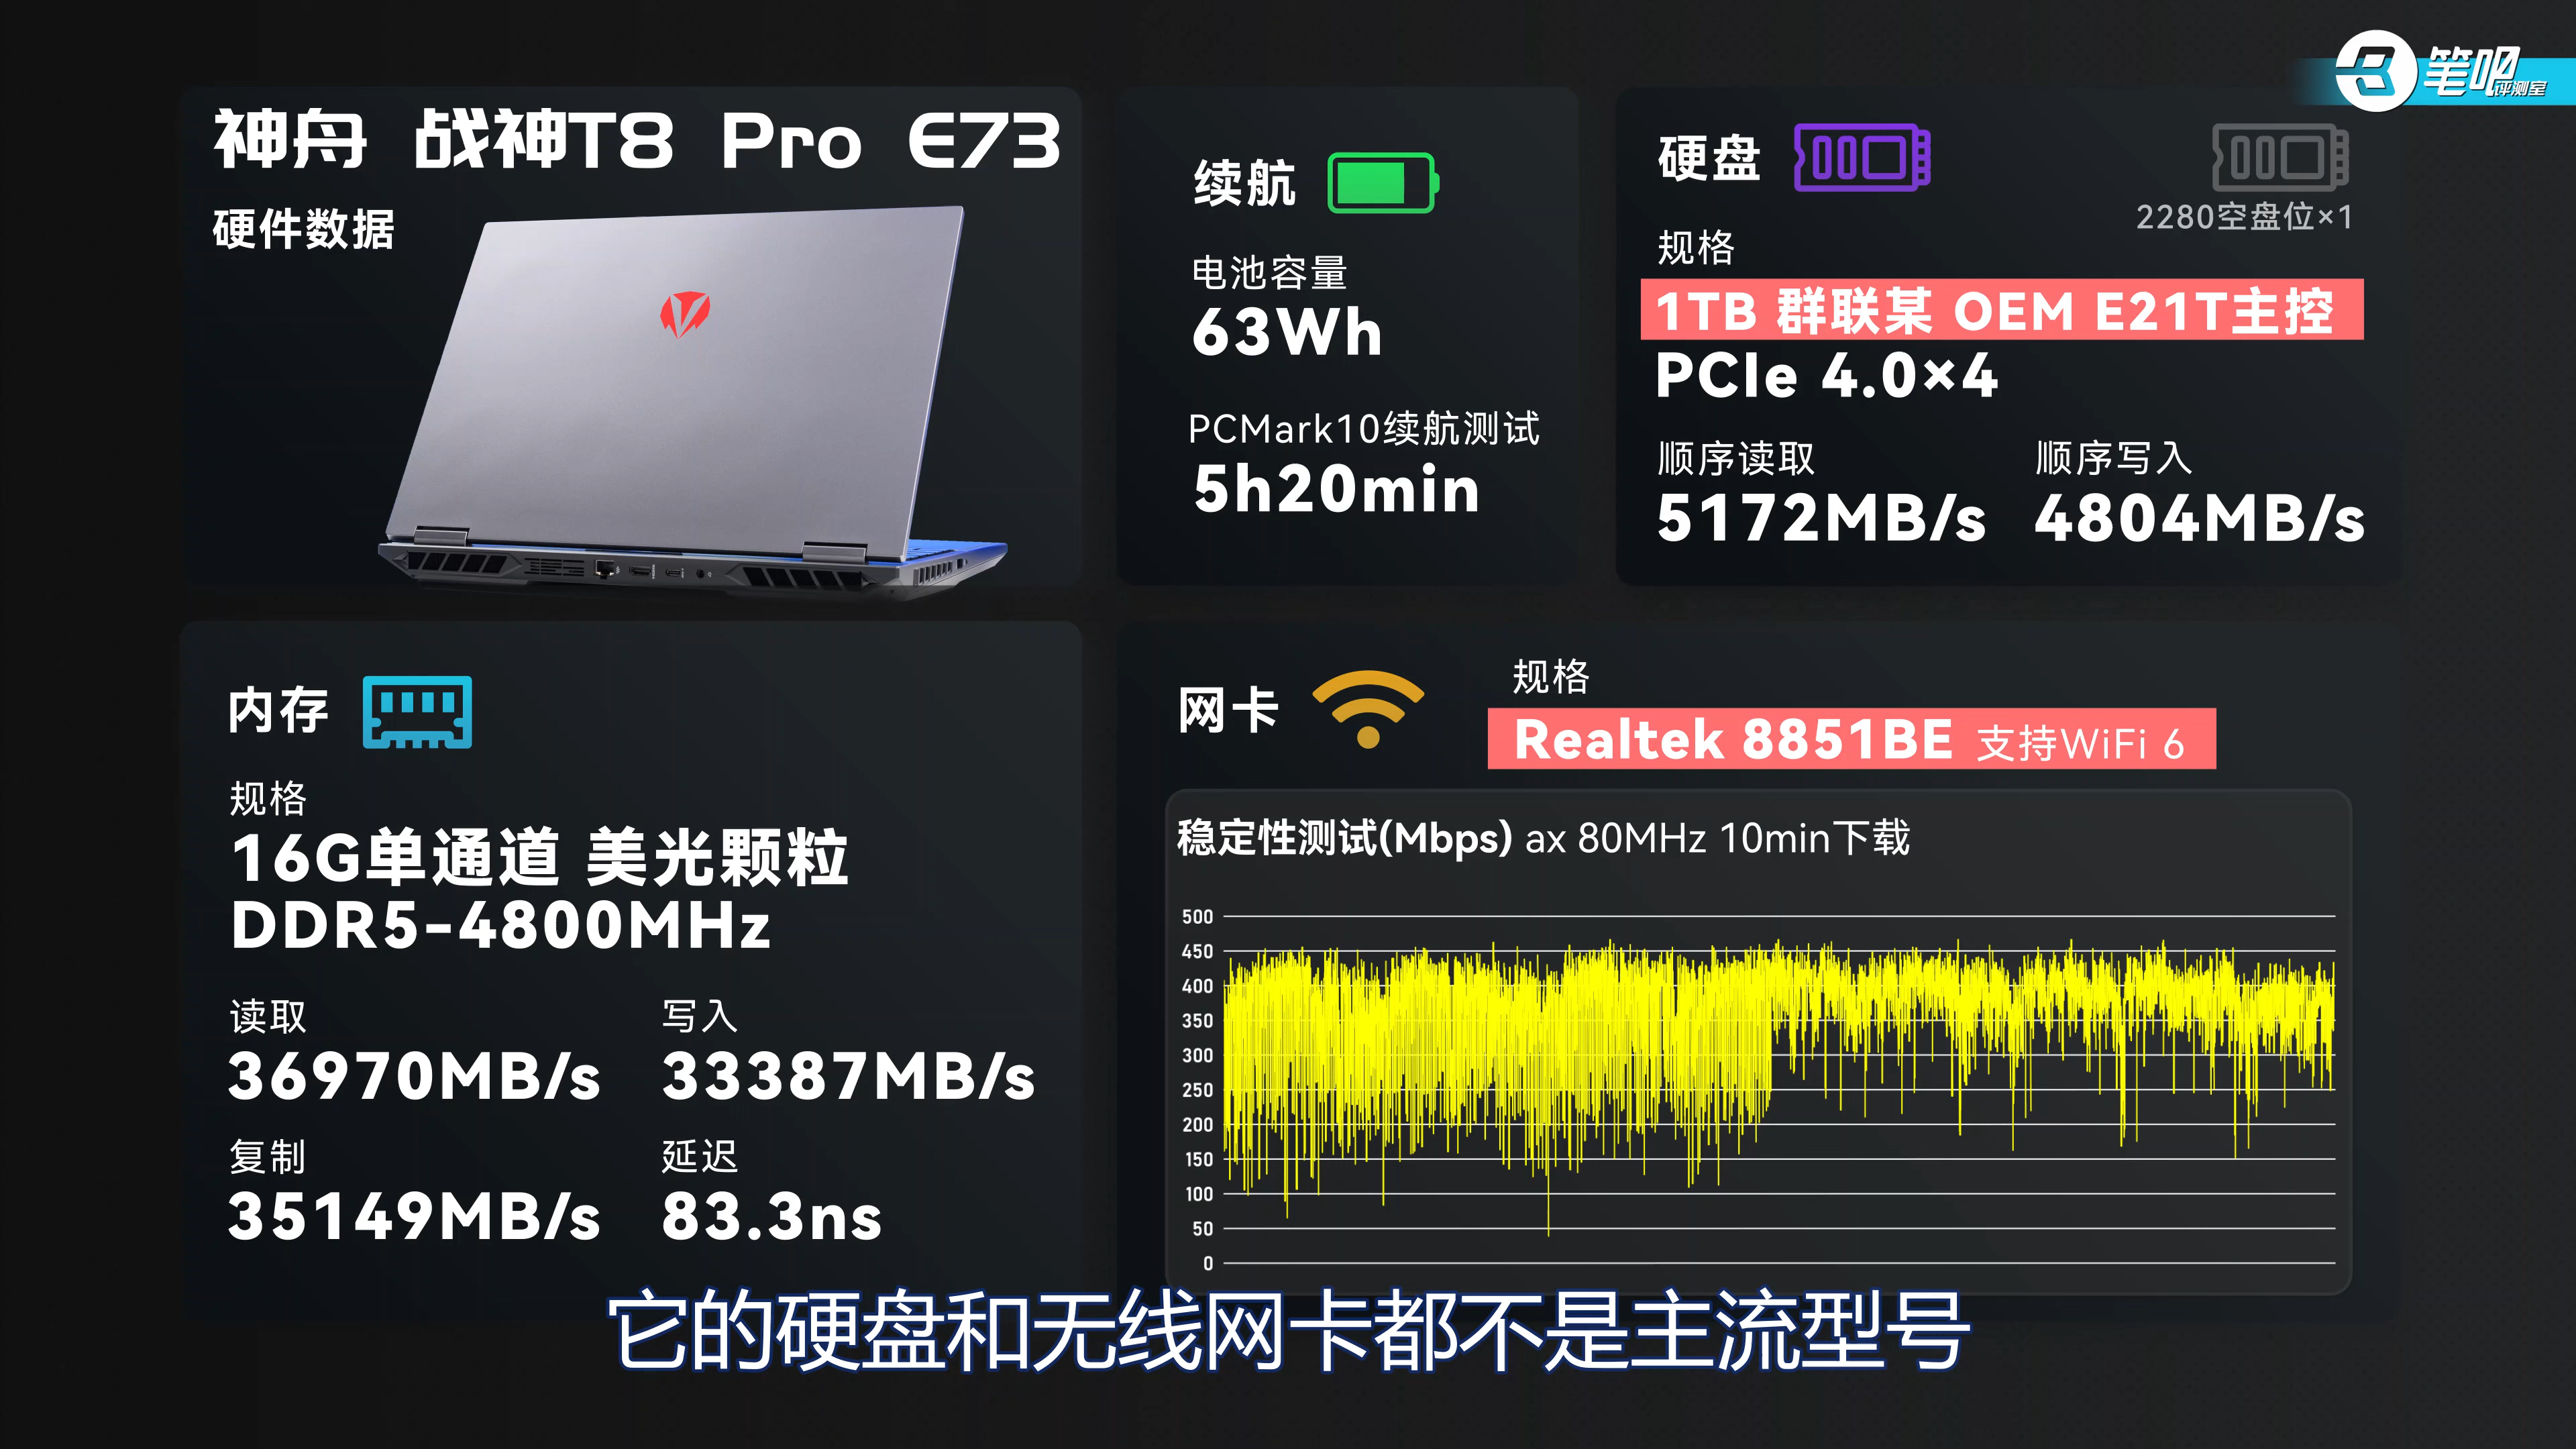 笔吧评测室
神舟 战神T8 Pro E73
硬件数据
续航
电池容量
63Wh
PCMark10续航测试
5h20min
硬盘
2280空盘位×1
规格
1TB 群联某 OEM E21T主控
PCIe 4.0×4
顺序读取 顺序写入
5172MB/s 4804MB/s
内存
规格
16G单通道 美光颗粒
DDR5-4800MHz
读取 写入
36970MB/s 33387MB/s
复制 延迟
35149MB/s 83.3ns
网卡
规格
Realtek 8851BE 支持WiFi 6
稳定性测试(Mbps) ax 80MHz 10min下载
500
450
400
350
300
250
200
150
100
50
0
它的硬盘和无线网卡都不是主流型号